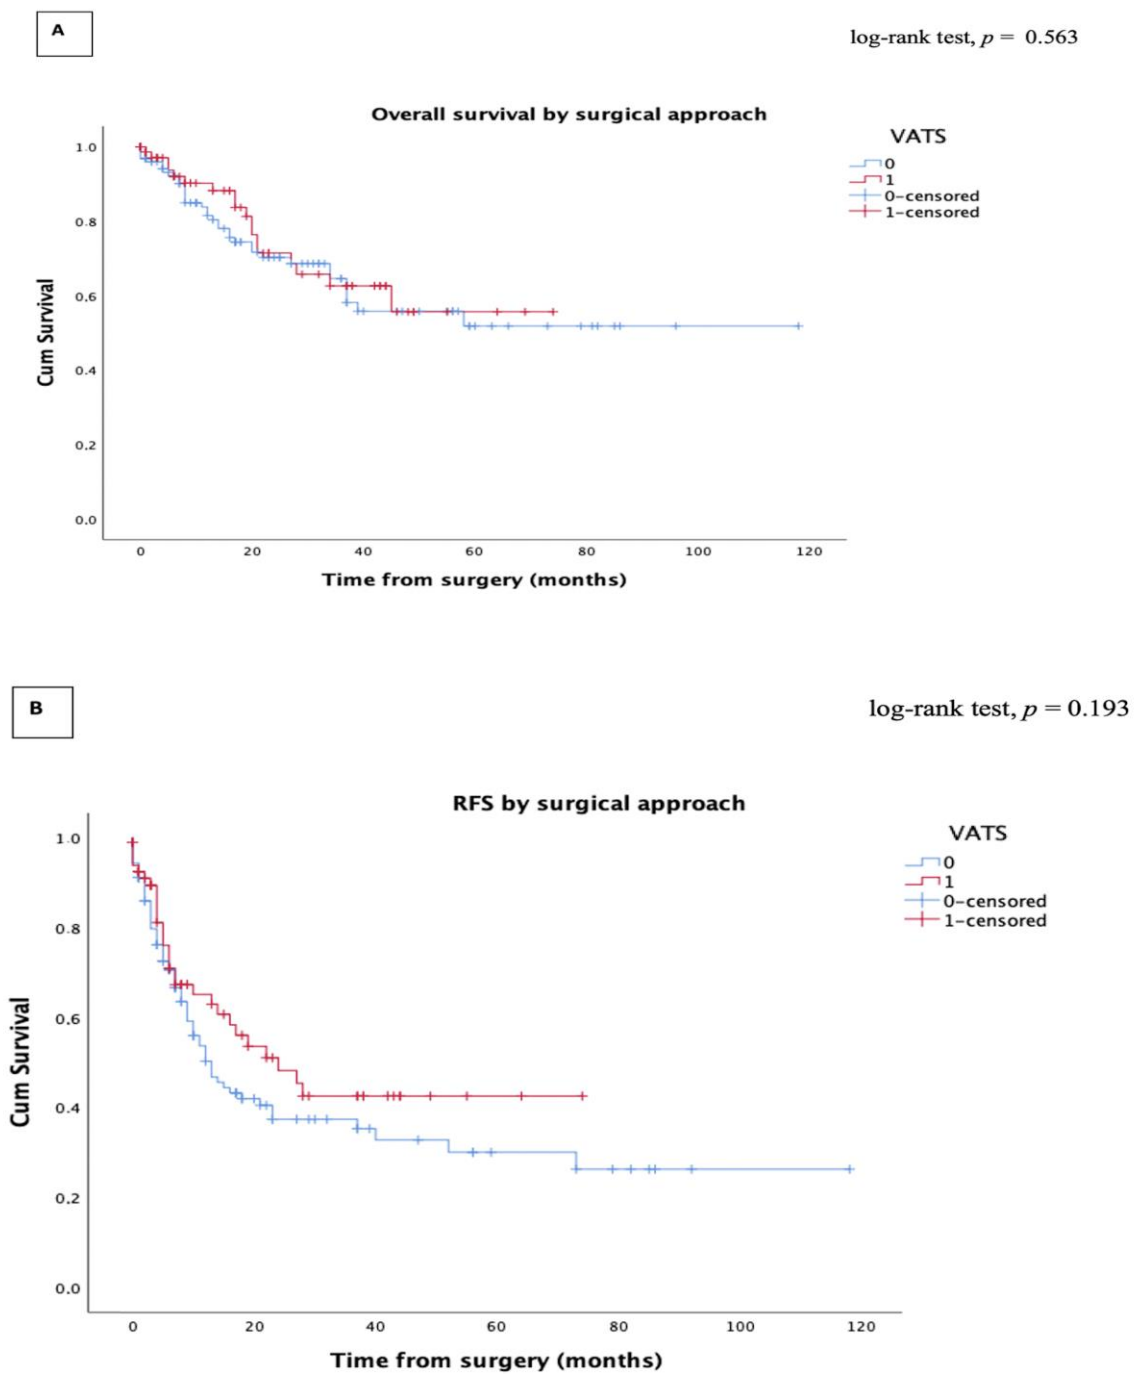 A
log-rank test, p = 0.563
Overall survival by surgical approach
VATS
0
1
0-censored
1-censored
Cum Survival
1.0
0.8
0.6
0.4
0.2
0.0
0 20 40 60 80 100 120
Time from surgery (months)
B
log-rank test, p = 0.193
RFS by surgical approach
VATS
0
1
0-censored
1-censored
Cum Survival
1.0
0.8
0.6
0.4
0.2
0.0
0 20 40 60 80 100 120
Time from surgery (months)